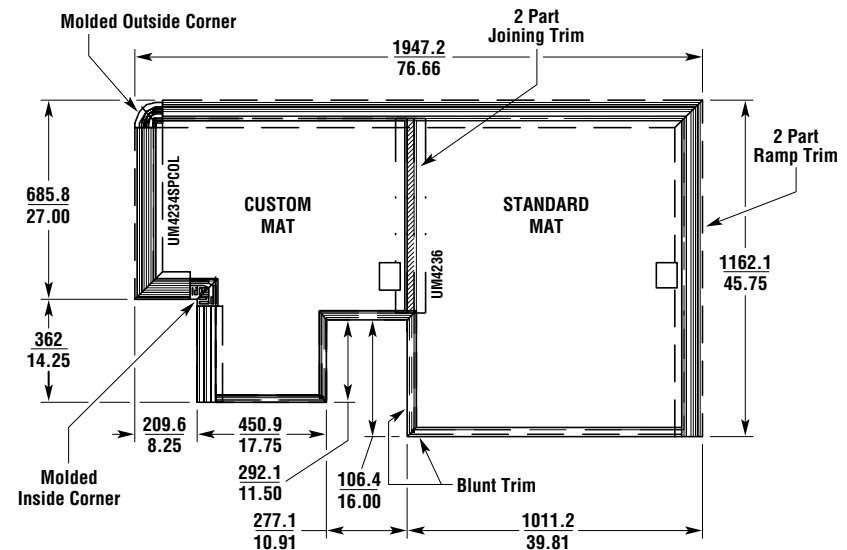 Molded Outside Corner
2 Part
Joining Trim
1947.2
76.66
2 Part
Ramp Trim
685.8
27.00
UM4234SPCOL
CUSTOM
MAT
STANDARD
MAT
UM4236
1162.1
45.75
362
14.25
209.6
8.25
450.9
17.75
292.1
11.50
106.4
16.00
Blunt Trim
Molded
Inside Corner
277.1
10.91
1011.2
39.81